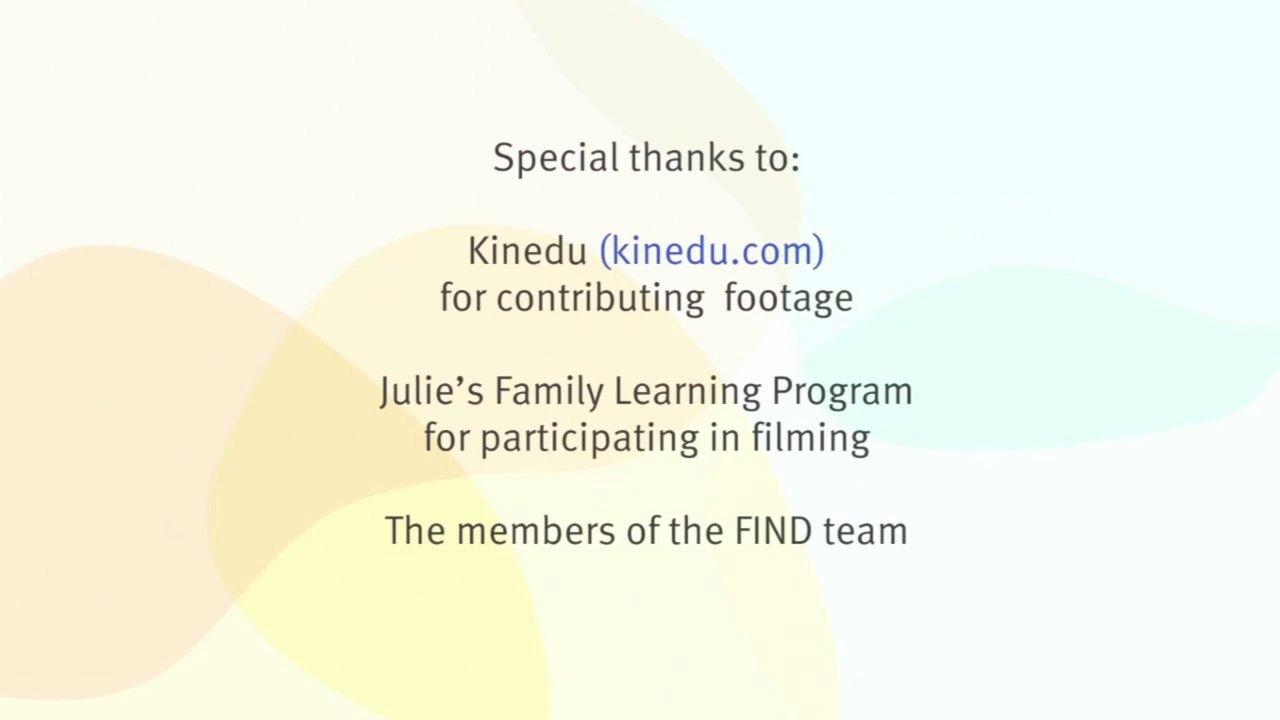 Special thanks to:
Kinedu (kinedu.com)
for contributing  footage
Julie’s Family Learning Program
for participating in filming
The members of the FIND team